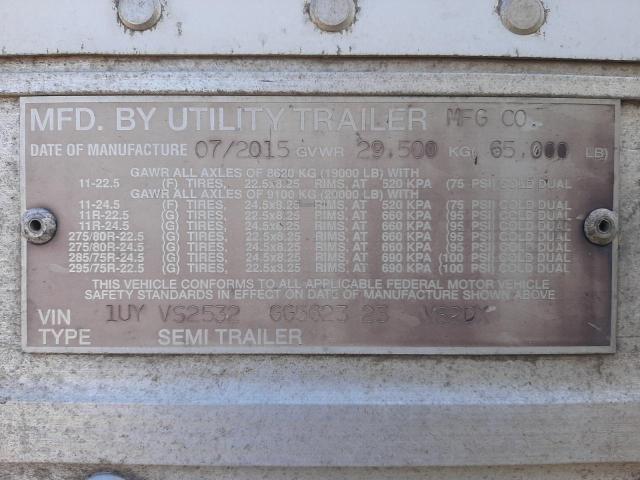 MFD. BY UTILITY TRAILER MFG CO.
DATE OF MANUFACTURE 07/2015 GVWR 29,500 KG( 65,000 LB)
GAWR ALL AXLES OF 8620 KG (19000 LB) WITH
11-22.5 (F) TIRES, 22.5x8.25 RIMS, AT 520 KPA (75 PSI) COLD DUAL
GAWR ALL AXLES OF 9100 KG (20000 LB) WITH
11-24.5 (F) TIRES, 24.5x8.25 RIMS, AT 520 KPA (75 PSI) COLD DUAL
11R-22.5 (G) TIRES, 22.5x8.25 RIMS, AT 660 KPA (95 PSI) COLD DUAL
11R-24.5 (G) TIRES, 24.5x8.25 RIMS, AT 660 KPA (95 PSI) COLD DUAL
275/80R-22.5 (G) TIRES, 22.5x8.25 RIMS, AT 660 KPA (95 PSI) COLD DUAL
275/80R-24.5 (G) TIRES, 24.5x8.25 RIMS, AT 660 KPA (95 PSI) COLD DUAL
285/75R-24.5 (G) TIRES, 24.5x8.25 RIMS, AT 690 KPA (100 PSI) COLD DUAL
295/75R-22.5 (G) TIRES, 22.5x8.25 RIMS, AT 690 KPA (100 PSI) COLD DUAL
THIS VEHICLE CONFORMS TO ALL APPLICABLE FEDERAL MOTOR VEHICLE
SAFETY STANDARDS IN EFFECT ON DATE OF MANUFACTURE SHOWN ABOVE
VIN 1UY VS2532 23
TYPE SEMI TRAILER